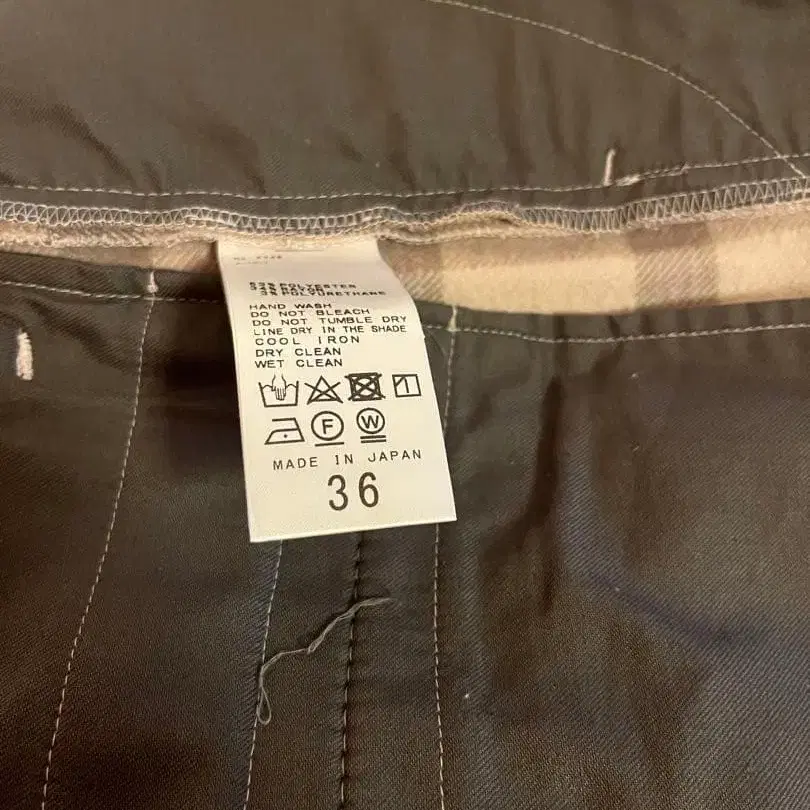 POLYESTER
3% POLYURETHANE
HAND WASH
DO NOT BLEACH
DO NOT TUMBLE DRY
LINE DRY IN THE SHADE
COOL IRON
DRY CLEAN
WET CLEAN
F W
MADE IN JAPAN
36